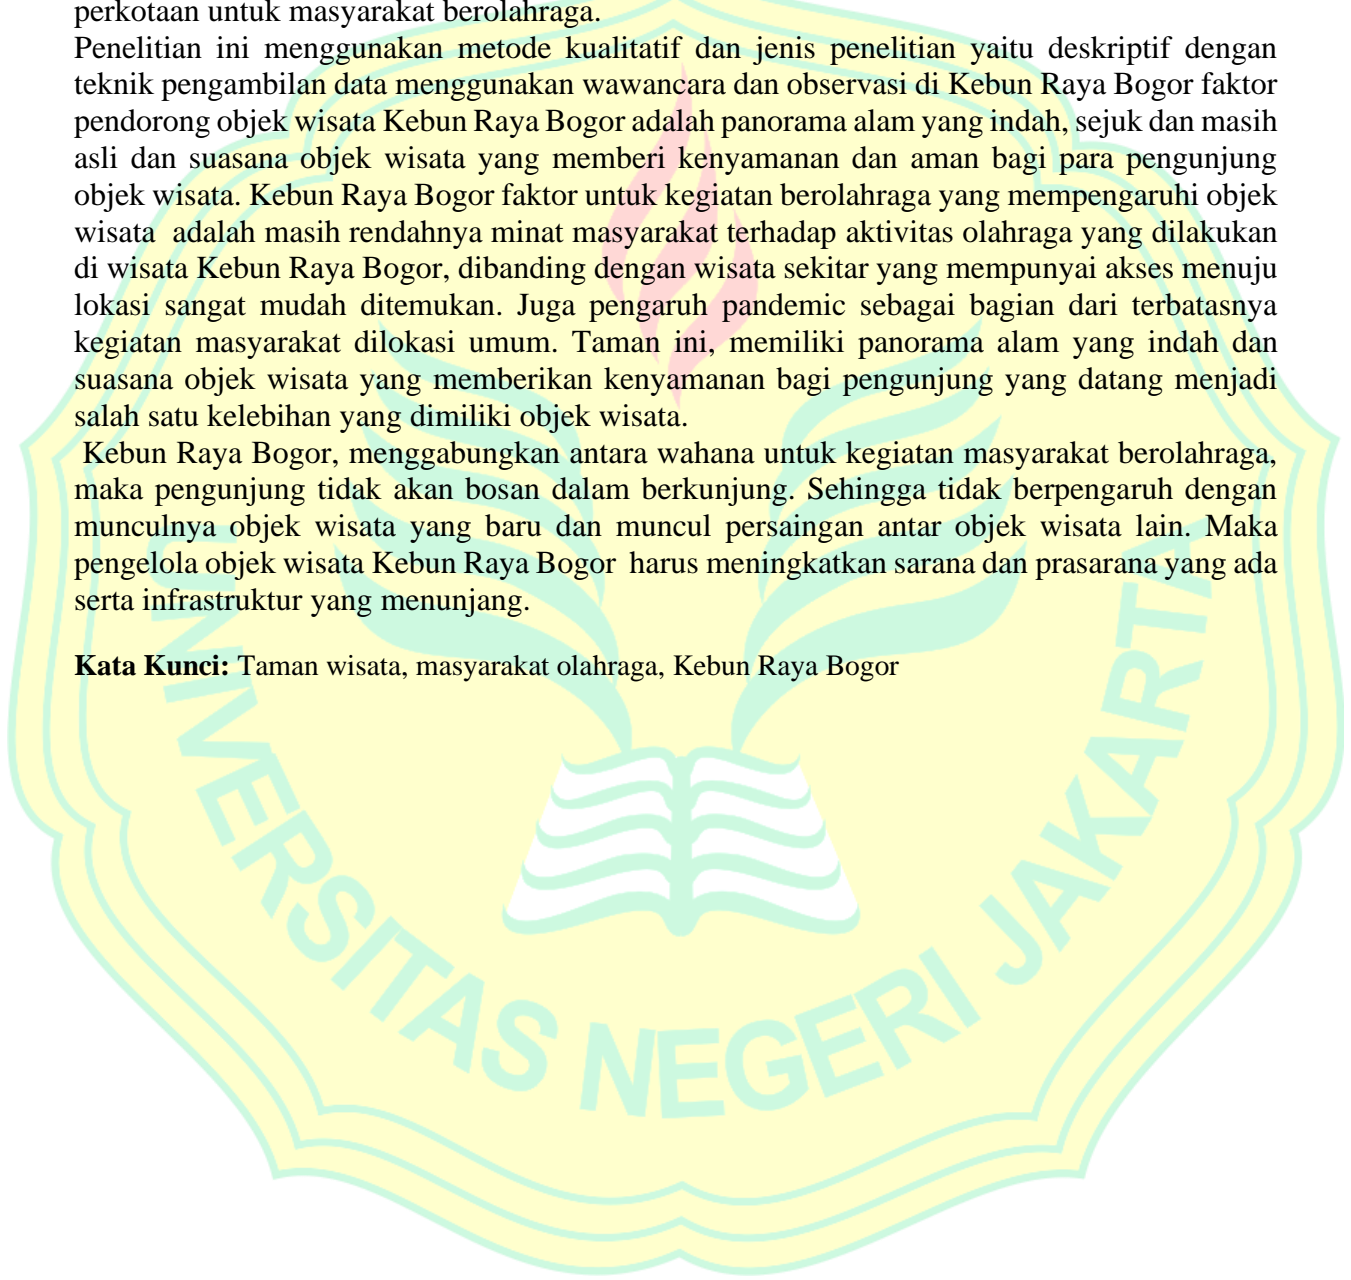 perkotaan untuk masyarakat berolahraga.
Penelitian ini menggunakan metode kualitatif dan jenis penelitian yaitu deskriptif dengan
teknik pengambilan data menggunakan wawancara dan observasi di Kebun Raya Bogor faktor
pendorong objek wisata Kebun Raya Bogor adalah panorama alam yang indah, sejuk dan masih
asli dan suasana objek wisata yang memberi kenyamanan dan aman bagi para pengunjung
objek wisata. Kebun Raya Bogor faktor untuk kegiatan berolahraga yang mempengaruhi objek
wisata adalah masih rendahnya minat masyarakat terhadap aktivitas olahraga yang dilakukan
di wisata Kebun Raya Bogor, dibanding dengan wisata sekitar yang mempunyai akses menuju
lokasi sangat mudah ditemukan. Juga pengaruh pandemic sebagai bagian dari terbatasnya
kegiatan masyarakat dilokasi umum. Taman ini, memiliki panorama alam yang indah dan
suasana objek wisata yang memberikan kenyamanan bagi pengunjung yang datang menjadi
salah satu kelebihan yang dimiliki objek wisata.
Kebun Raya Bogor, menggabungkan antara wahana untuk kegiatan masyarakat berolahraga,
maka pengunjung tidak akan bosan dalam berkunjung. Sehingga tidak berpengaruh dengan
munculnya objek wisata yang baru dan muncul persaingan antar objek wisata lain. Maka
pengelola objek wisata Kebun Raya Bogor harus meningkatkan sarana dan prasarana yang ada
serta infrastruktur yang menunjang.
Kata Kunci: Taman wisata, masyarakat olahraga, Kebun Raya Bogor
UNIVERSITAS NEGERI JAKARTA